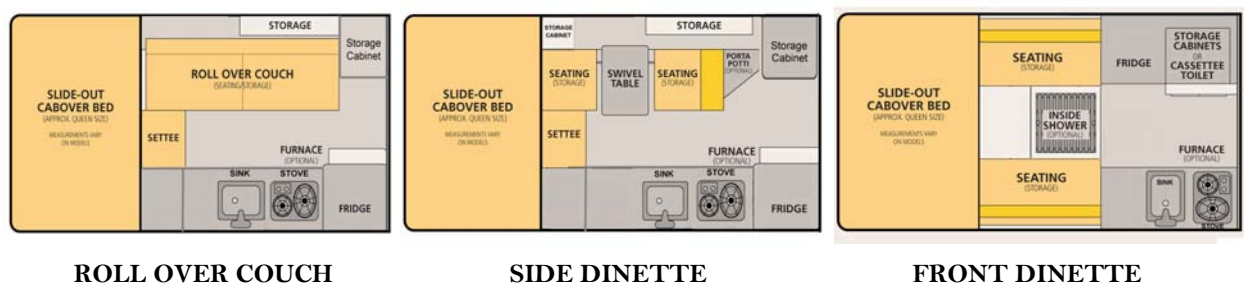 STORAGE
Storage
Cabinet
ROLL OVER COUCH
(SEATING/STORAGE)
SLIDE-OUT
CABOVER BED
(APPROX. QUEEN SIZE)
MEASUREMENTS VARY
ON MODELS
SETTEE
FURNACE
(OPTIONAL)
SINK
STOVE
FRIDGE
ROLL OVER COUCH
STORAGE
CABINET
STORAGE
Storage
Cabinet
SEATING
(STORAGE)
SWIVEL
TABLE
SEATING
(STORAGE)
PORTA
POTTI
(OPTIONAL)
SLIDE-OUT
CABOVER BED
(APPROX. QUEEN SIZE)
MEASUREMENTS VARY
ON MODELS
SETTEE
FURNACE
(OPTIONAL)
SINK
STOVE
FRIDGE
SIDE DINETTE
SEATING
(STORAGE)
FRIDGE
STORAGE
CABINETS
OR
CASSETTEE
TOILET
SLIDE-OUT
CABOVER BED
(APPROX. QUEEN SIZE)
MEASUREMENTS VARY
ON MODELS
INSIDE
SHOWER
(OPTIONAL)
FURNACE
(OPTIONAL)
SEATING
(STORAGE)
SINK
STOVE
FRONT DINETTE